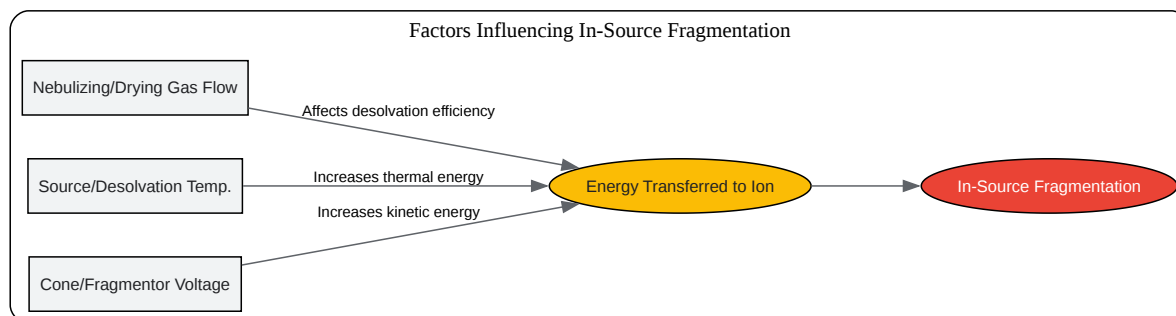 Factors Influencing In-Source Fragmentation
Nebulizing/Drying Gas Flow
Affects desolvation efficiency
Source/Desolvation Temp.
Increases thermal energy
Energy Transferred to Ion
In-Source Fragmentation
Increases kinetic energy
Cone/Fragmentor Voltage